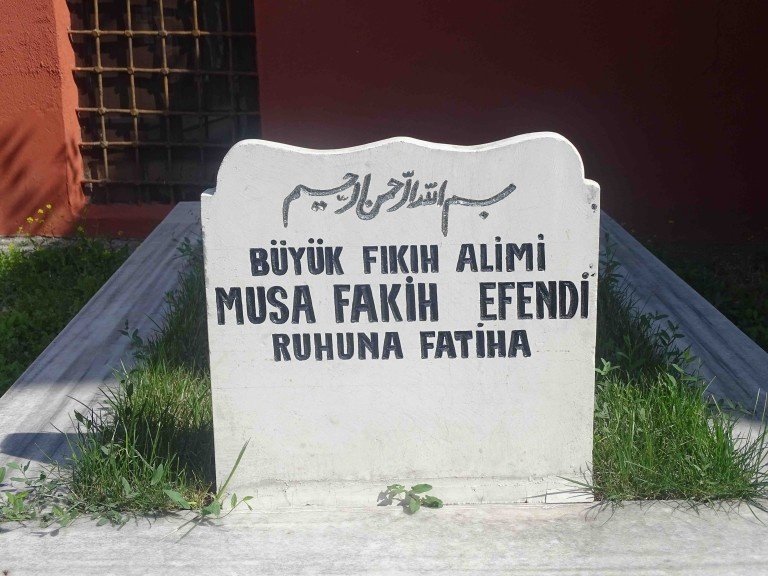 بسم الله الرحمن الرحيم
BÜYÜK FIKIH ALİMİ
MUSA FAKİH EFENDİ
RUHUNA FATİHA